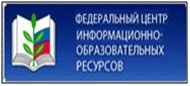 ФЕДЕРАЛЬНЫЙ ЦЕНТР
ИНФОРМАЦИОННО-
ОБРАЗОВАТЕЛЬНЫХ
РЕСУРСОВ